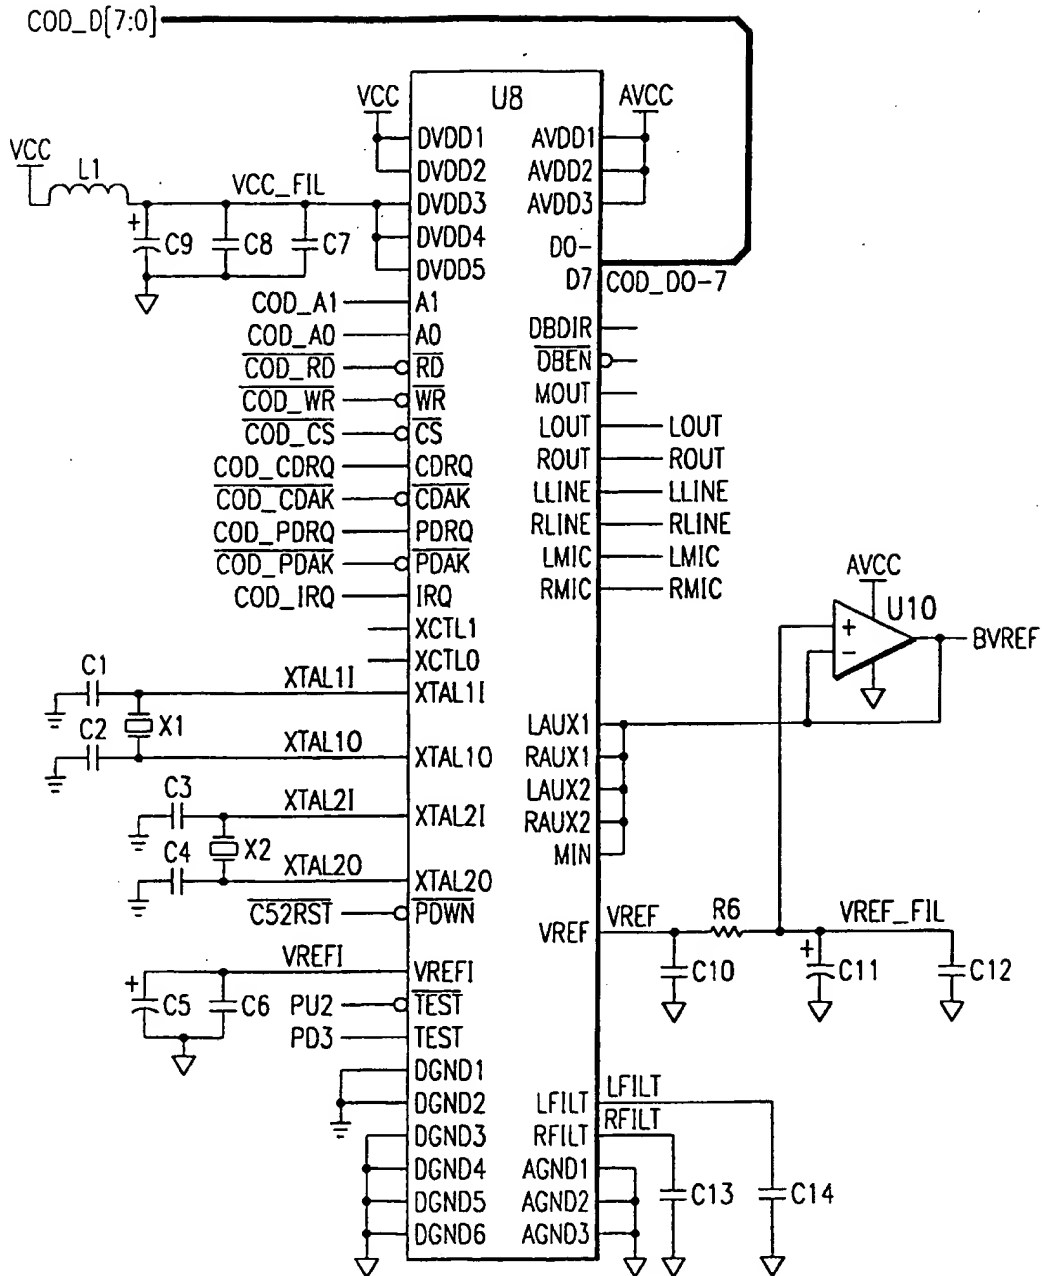 COD_D[7:0]
U8
VCC
AVCC
DVDD1
AVDD1
VCC
L1
DVDD2
AVDD2
VCC_FIL
DVDD3
AVDD3
+
C9
C8
C7
DVDD4
D0-
DVDD5
D7
COD_D0-7
COD_A1
A1
COD_A0
A0
DBDIR
COD_RD
RD
DBEN
COD_WR
WR
MOUT
COD_CS
CS
LOUT
LOUT
COD_CDRQ
CDRQ
ROUT
ROUT
COD_CDAK
CDAK
LLINE
LLINE
COD_PDRQ
PDRQ
RLINE
RLINE
COD_PDAK
PDAK
LMIC
LMIC
COD_IRQ
IRQ
RMIC
RMIC
AVCC
U10
XCTL1
+
-
BVREF
XCTL0
C1
XTAL1I
XTAL1I
X1
C2
XTAL1O
XTAL1O
LAUX1
RAUX1
C3
XTAL2I
XTAL2I
LAUX2
RAUX2
X2
MIN
C4
XTAL2O
XTAL2O
C52RST
PDWN
VREF
VREF
R6
VREF_FIL
VREFI
VREFI
C10
+
C11
C12
+
C5
C6
PU2
TEST
PD3
TEST
DGND1
DGND2
LFILT
LFILT
RFILT
DGND3
RFILT
DGND4
AGND1
C13
C14
DGND5
AGND2
DGND6
AGND3